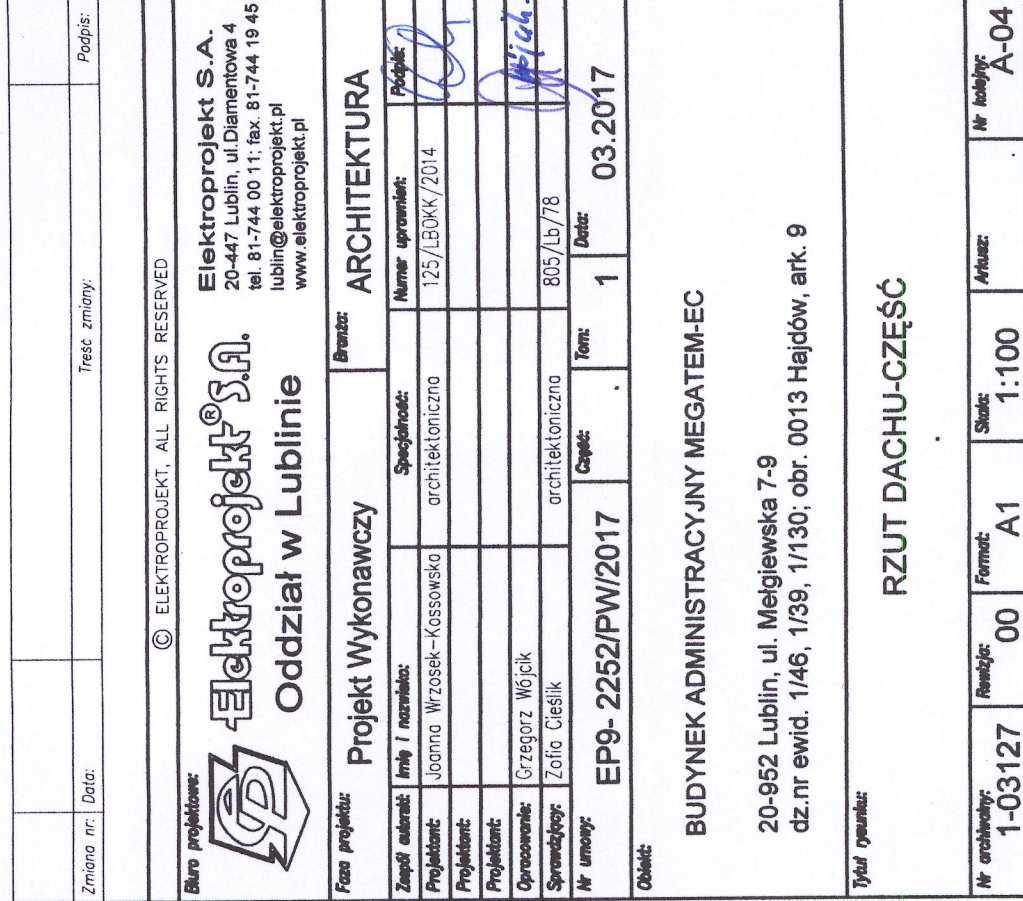 Zmiana nr: Data: Treść zmiany: Podpis:
© ELEKTROPROJEKT, ALL RIGHTS RESERVED
Biuro projektowe:
EP Elektroprojekt® S.A.
Oddział w Lublinie
Elektroprojekt S.A.
20-447 Lublin, ul.Diamentowa 4
tel. 81-744 00 11; fax. 81-744 19 45
lublin@elektroprojekt.pl
www.elektroprojekt.pl
Faza projektu: Projekt Wykonawczy Branża: ARCHITEKTURA
Zespół autorski: Imię i nazwisko: Specjalność: Numer uprawnień: Podpis:
Projektant: Joanna Wrzosek-Kossowska architektoniczna 125/LBOKK/2014
Projektant:
Projektant:
Opracowanie: Grzegorz Wójcik Wójcik
Sprawdzający: Zofia Cieślik architektoniczna 805/Lb/78
Nr umowy: EP9- 2252/PW/2017 Część: Tom: 1 Data: 03.2017
Obiekt:
BUDYNEK ADMINISTRACYJNY MEGATEM-EC
20-952 Lublin, ul. Mełgiewska 7-9
dz.nr ewid. 1/46, 1/39, 1/130; obr. 0013 Hajdów, ark. 9
Tytuł rysunku:
RZUT DACHU-CZĘŚĆ
Nr archiwalny: 1-03127 Rewizja: 00 Format: A1 Skala: 1:100 Arkusz: Nr kolejny: A-04